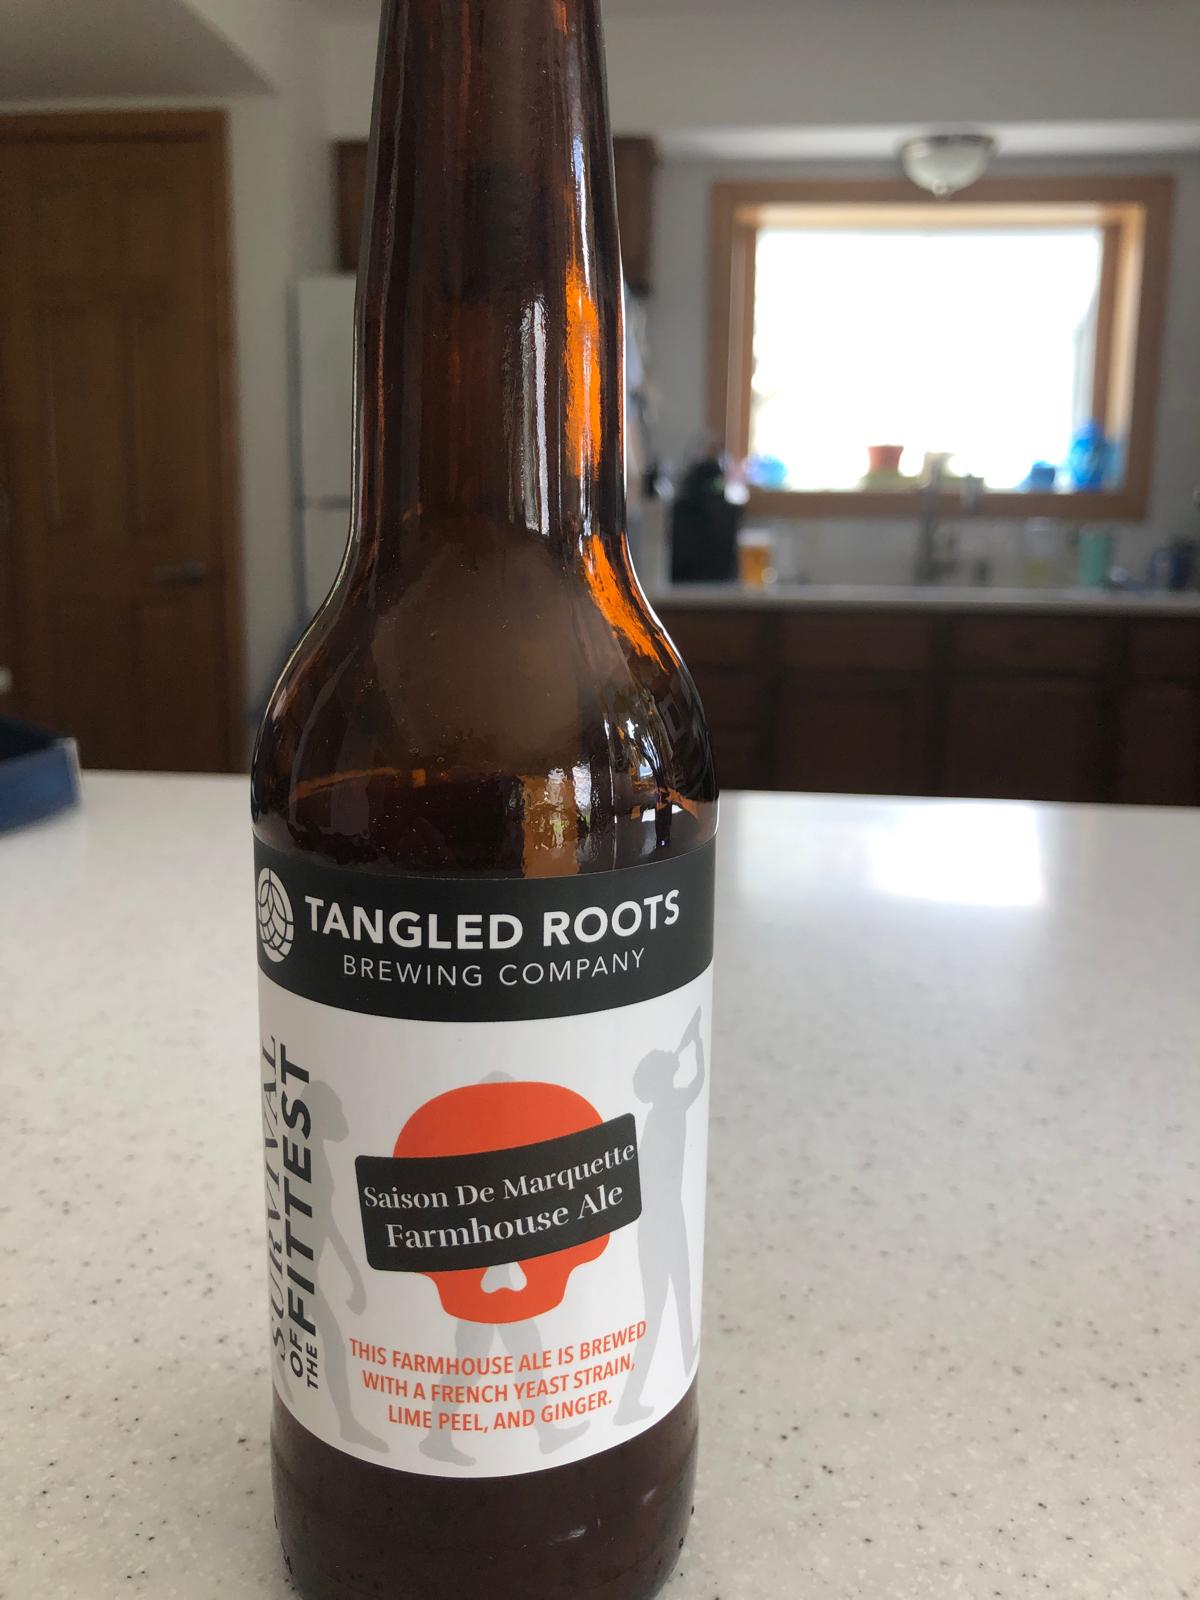 TANGLED ROOTS
BREWING COMPANY
SURVIVAL
OF THE FITTEST
Saison De Marquette
Farmhouse Ale
THIS FARMHOUSE ALE IS BREWED
WITH A FRENCH YEAST STRAIN,
LIME PEEL, AND GINGER.